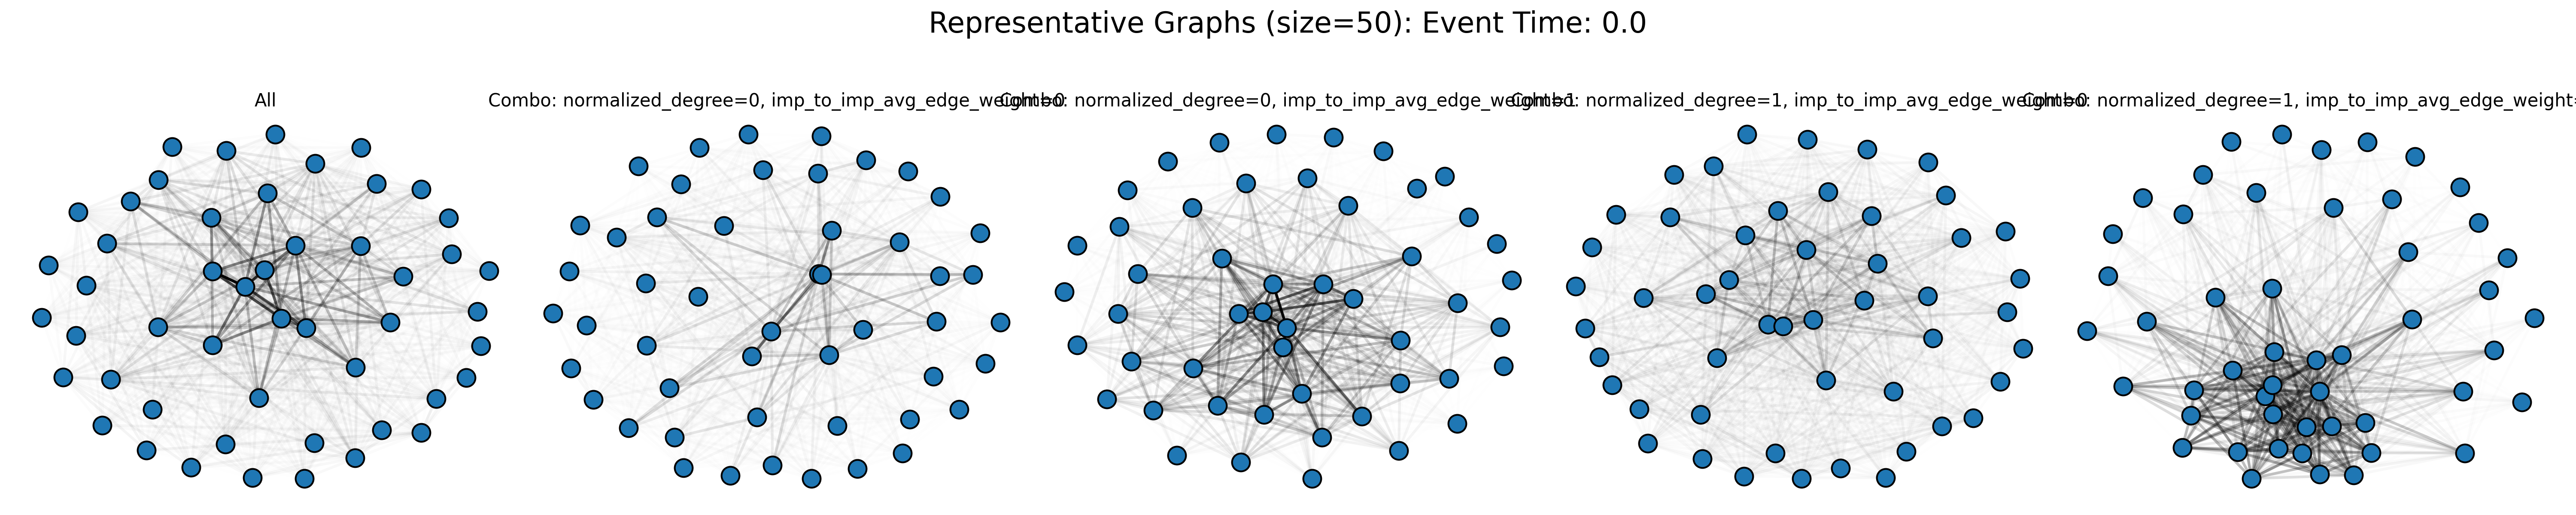 Representative Graphs (size=50): Event Time: 0.0
All
Combo: normalized_degree=0, imp_to_imp_avg_edge_weight=0
Combo: normalized_degree=0, imp_to_imp_avg_edge_weight=1
Combo: normalized_degree=1, imp_to_imp_avg_edge_weight=0
Combo: normalized_degree=1, imp_to_imp_avg_edge_weight=